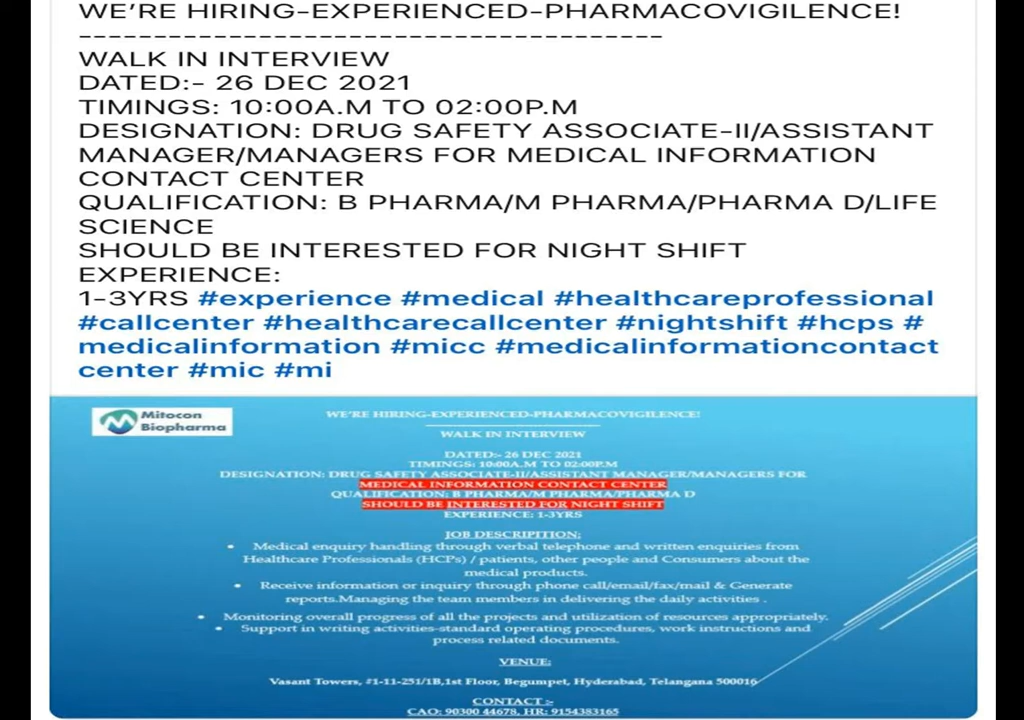 WE'RE HIRING-EXPERIENCED-PHARMACOVIGILENCE!
---------------------------------------
WALK IN INTERVIEW
DATED:- 26 DEC 2021
TIMINGS: 10:00A.M TO 02:00P.M
DESIGNATION: DRUG SAFETY ASSOCIATE-II/ASSISTANT
MANAGER/MANAGERS FOR MEDICAL INFORMATION
CONTACT CENTER
QUALIFICATION: B PHARMA/M PHARMA/PHARMA D/LIFE
SCIENCE
SHOULD BE INTERESTED FOR NIGHT SHIFT
EXPERIENCE:
1-3YRS #experience #medical #healthcareprofessional
#callcenter #healthcarecallcenter #nightshift #hcps #
medicalinformation #micc #medicalinformationcontact
center #mic #mi
Mitocon
Biopharma
WE'RE HIRING-EXPERIENCED-PHARMACOVIGILENCE!
WALK IN INTERVIEW
DATED:- 26 DEC 2021
TIMINGS: 10:00A.M TO 02:00P.M
DESIGNATION: DRUG SAFETY ASSOCIATE-II/ASSISTANT MANAGER/MANAGERS FOR
MEDICAL INFORMATION CONTACT CENTER
QUALIFICATION: B PHARMA/M PHARMA/PHARMA D
SHOULD BE INTERESTED FOR NIGHT SHIFT
EXPERIENCE: 1-3YRS
JOB DESCRIPTION:
• Medical enquiry handling through verbal telephone and written enquiries from
Healthcare Professionals (HCPs) / patients, other people and Consumers about the
medical products.
• Receive information or inquiry through phone call/email/fax/mail & Generate
reports.Managing the team members in delivering the daily activities .
• Monitoring overall progress of all the projects and utilization of resources appropriately.
• Support in writing activities-standard operating procedures, work instructions and
process related documents.
VENUE:
Vasant Towers, #1-11-251/1B,1st Floor, Begumpet, Hyderabad, Telangana 500016
CONTACT :-
CAO: 90300 44678, HR: 9154383165